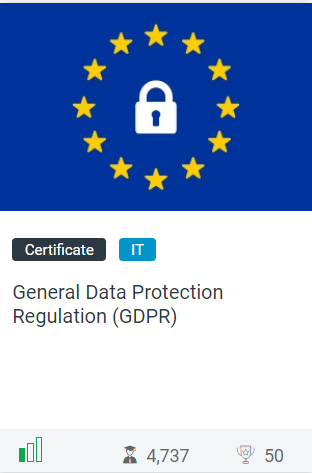 Certificate IT
General Data Protection
Regulation (GDPR)
4,737 50